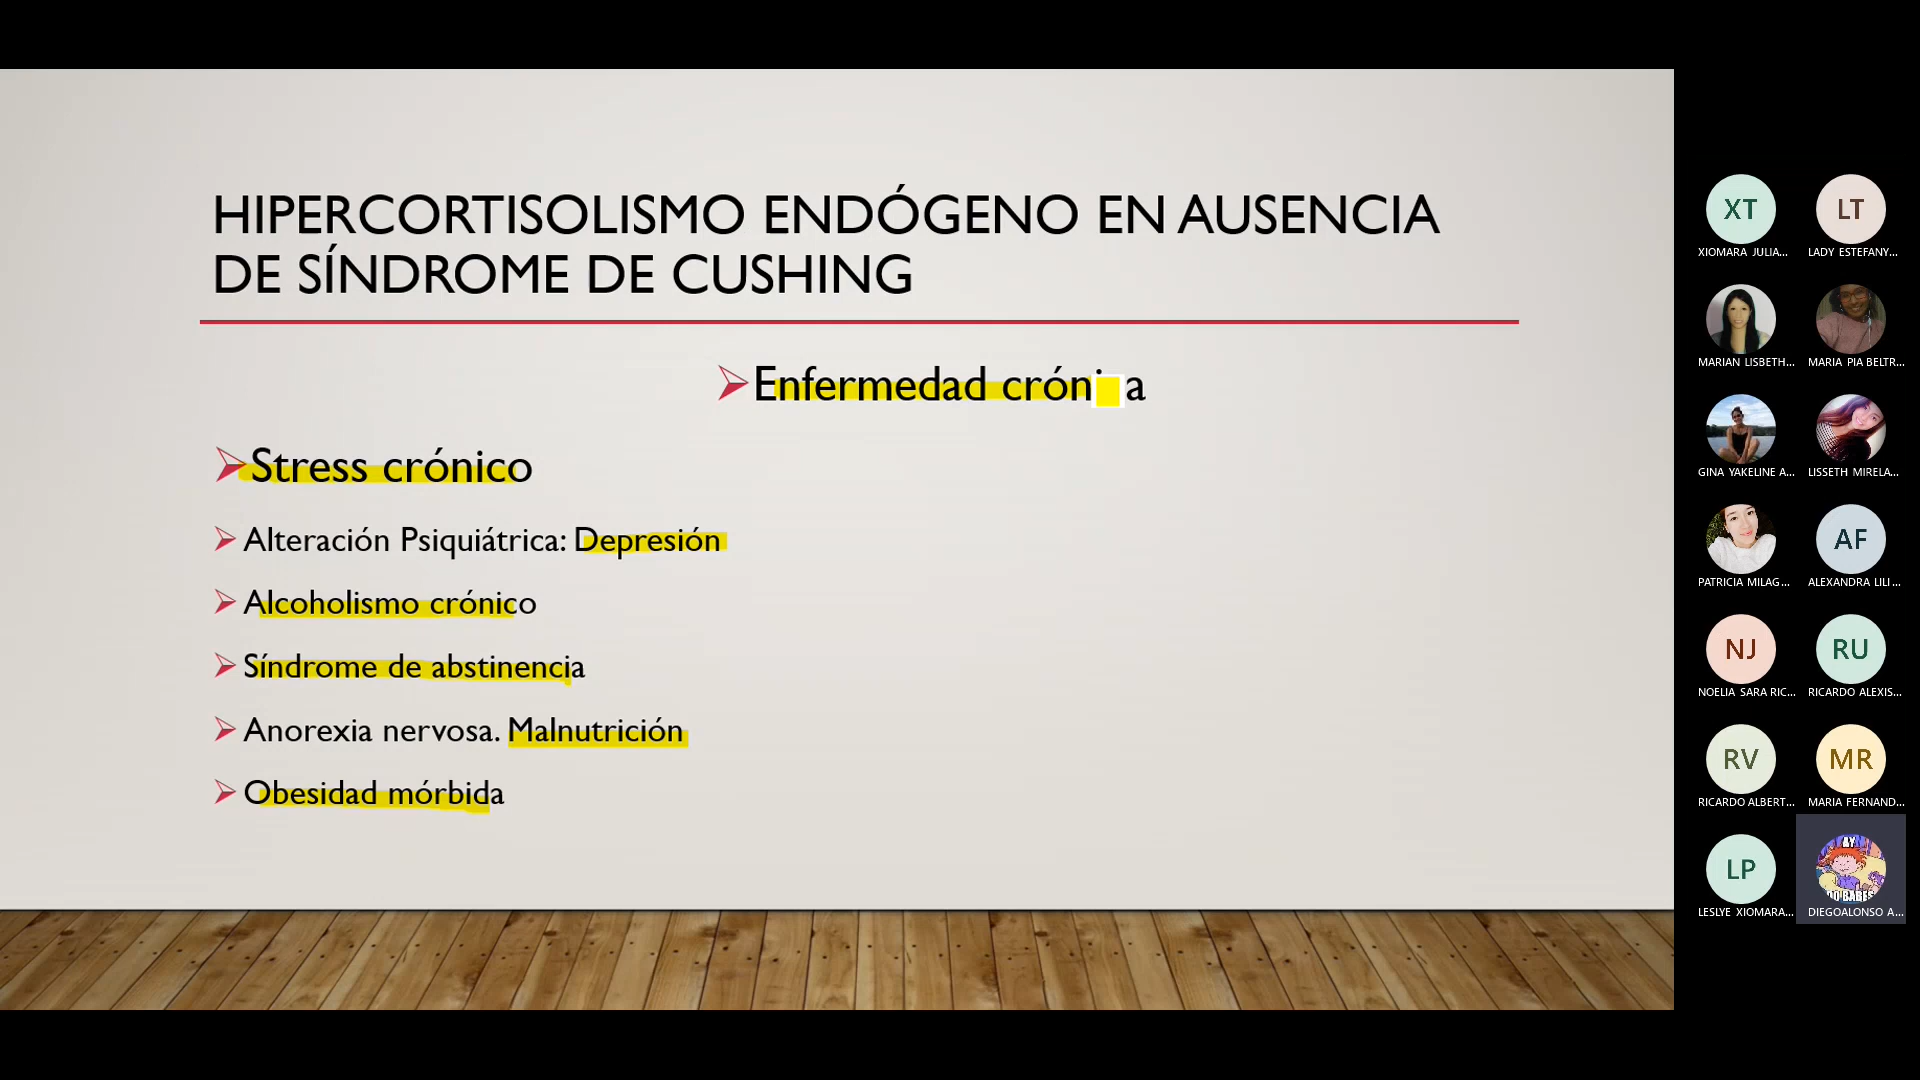 HIPERCORTISOLISMO ENDÓGENO EN AUSENCIA
DE SÍNDROME DE CUSHING
Enfermedad crónica
Stress crónico
Alteración Psiquiátrica: Depresión
Alcoholismo crónico
Síndrome de abstinencia
Anorexia nervosa. Malnutrición
Obesidad mórbida
XT
XIOMARA JULIA...
LT
LADY ESTEFANY...
MARIAN LISBETH...
MARIA PIA BELTR...
GINA YAKELINE A...
LISSETH MIRELA...
PATRICIA MILAG...
AF
ALEXANDRA LILI...
NJ
NOELIA SARA RIC...
RU
RICARDO ALEXIS...
RV
RICARDO ALBERT...
MR
MARIA FERNAND...
LP
LESLYE XIOMARA...
AY
DIEGOALONSO A...